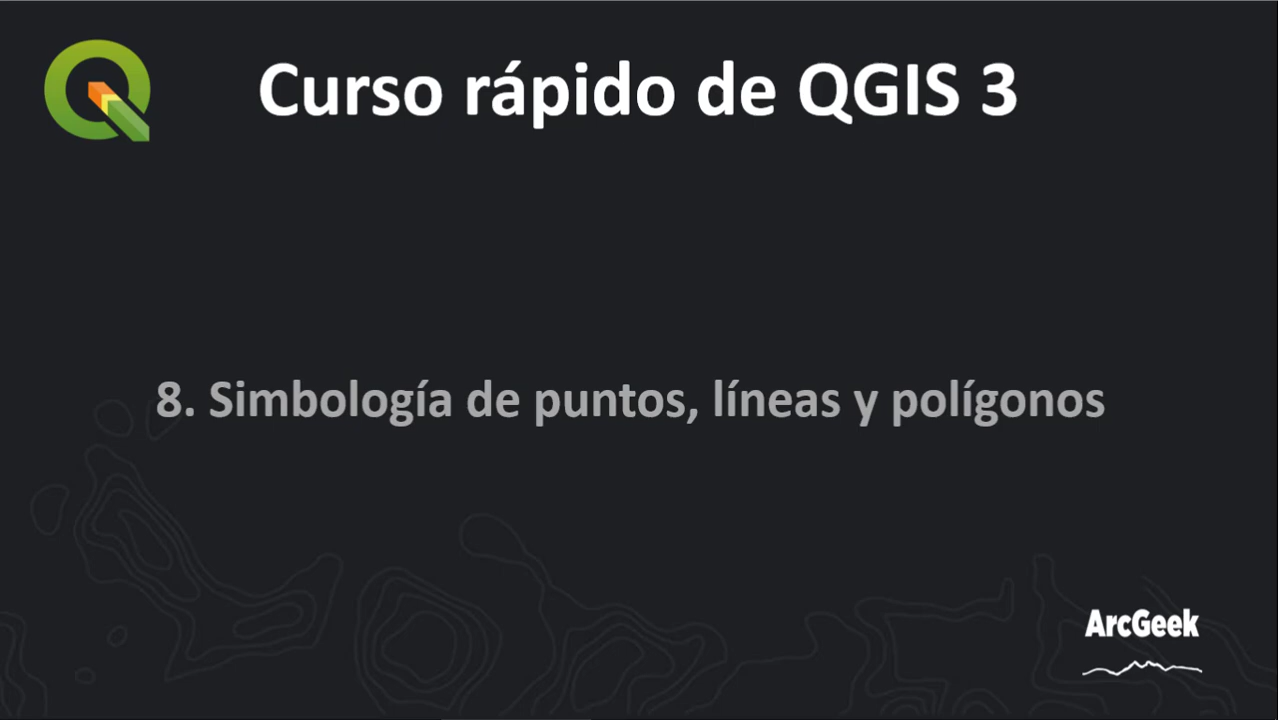 Curso rápido de QGIS 3
8. Simbología de puntos, líneas y polígonos
ArcGeek